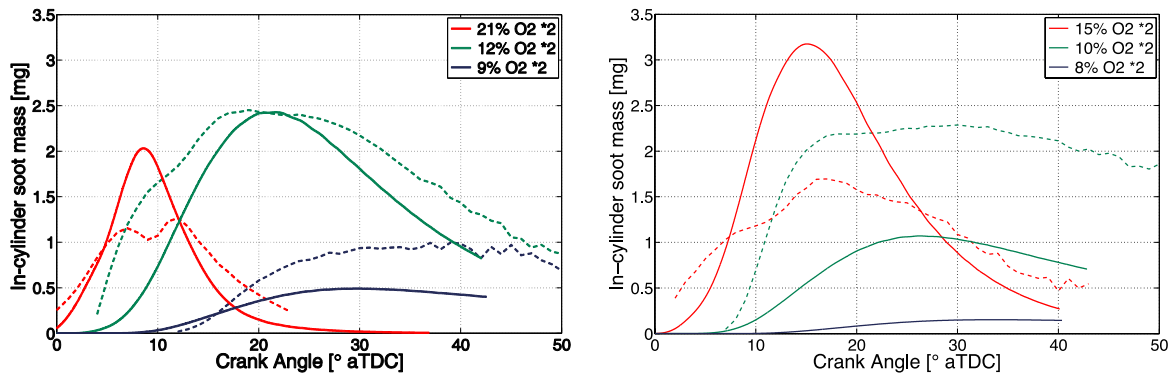 In-cylinder soot mass [mg]
3.5
3
2.5
2
1.5
1
0.5
0
0 10 20 30 40 50
Crank Angle [° aTDC]
21% O2 *2
12% O2 *2
9% O2 *2
In-cylinder soot mass [mg]
3.5
3
2.5
2
1.5
1
0.5
0
0 10 20 30 40 50
Crank Angle [° aTDC]
15% O2 *2
10% O2 *2
8% O2 *2